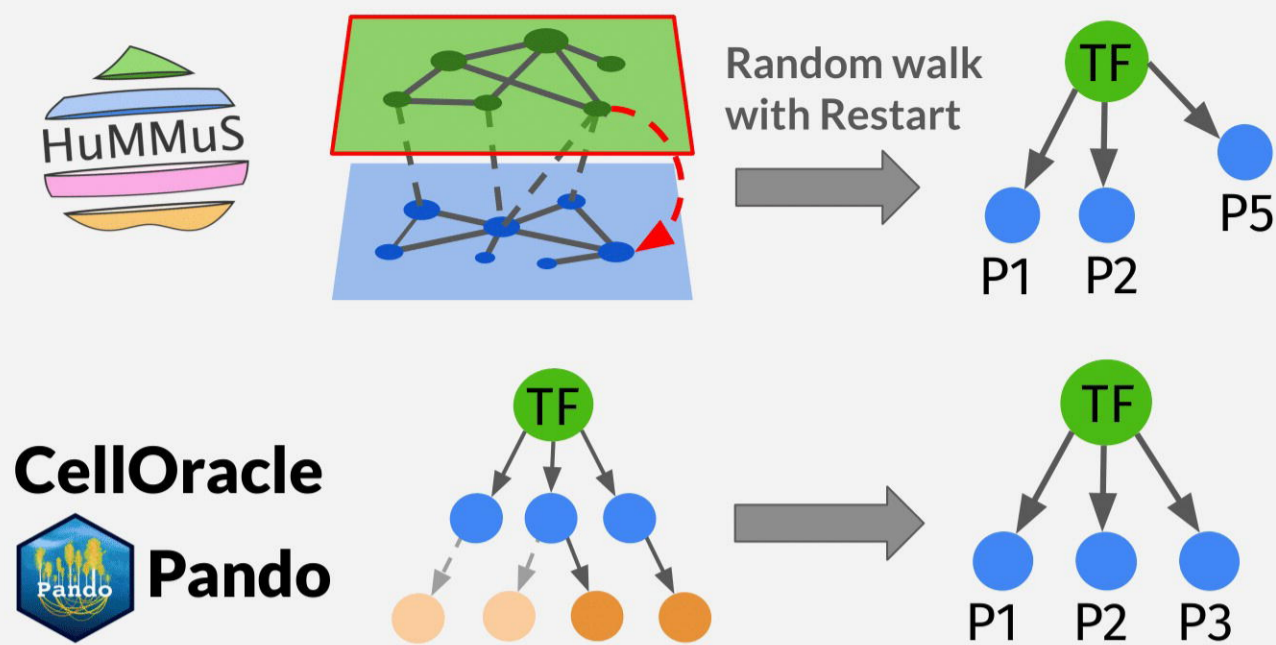 HuMMuS
Random walk
with Restart
TF
P5
P1
P2
CellOracle
Pando
Pando
TF
TF
P1
P2
P3